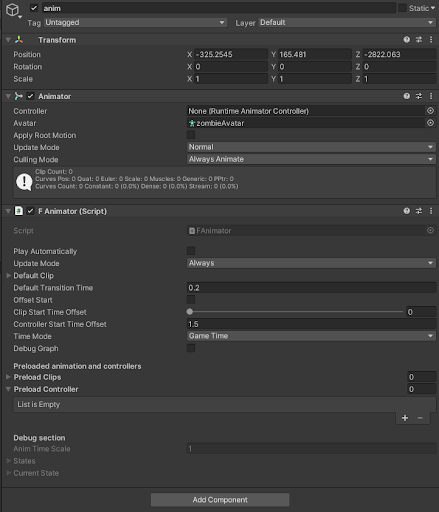 anim Static
Tag Untagged Layer Default
Transform
Position X -325.2545 Y 165.481 Z -2822.063
Rotation X 0 Y 0 Z 0
Scale X 1 Y 1 Z 1
Animator
Controller None (Runtime Animator Controller)
Avatar zombieAvatar
Apply Root Motion
Update Mode Normal
Culling Mode Always Animate
Clip Count: 0
Curves Pos: 0 Quat: 0 Euler: 0 Scale: 0 Muscles: 0 Generic: 0 PPtr: 0
Curves Count: 0 Constant: 0 (0.0%) Dense: 0 (0.0%) Stream: 0 (0.0%)
F Animator (Script)
Script FAnimator
Play Automatically
Update Mode Always
Default Clip
Default Transition Time 0.2
Offset Start
Clip Start Time Offset 0
Controller Start Time Offset 1.5
Time Mode Game Time
Debug Graph
Preloaded animation and controllers
Preload Clips 0
Preload Controller 0
List is Empty
+ −
Debug section
Anim Time Scale 1
States
Current State
Add Component